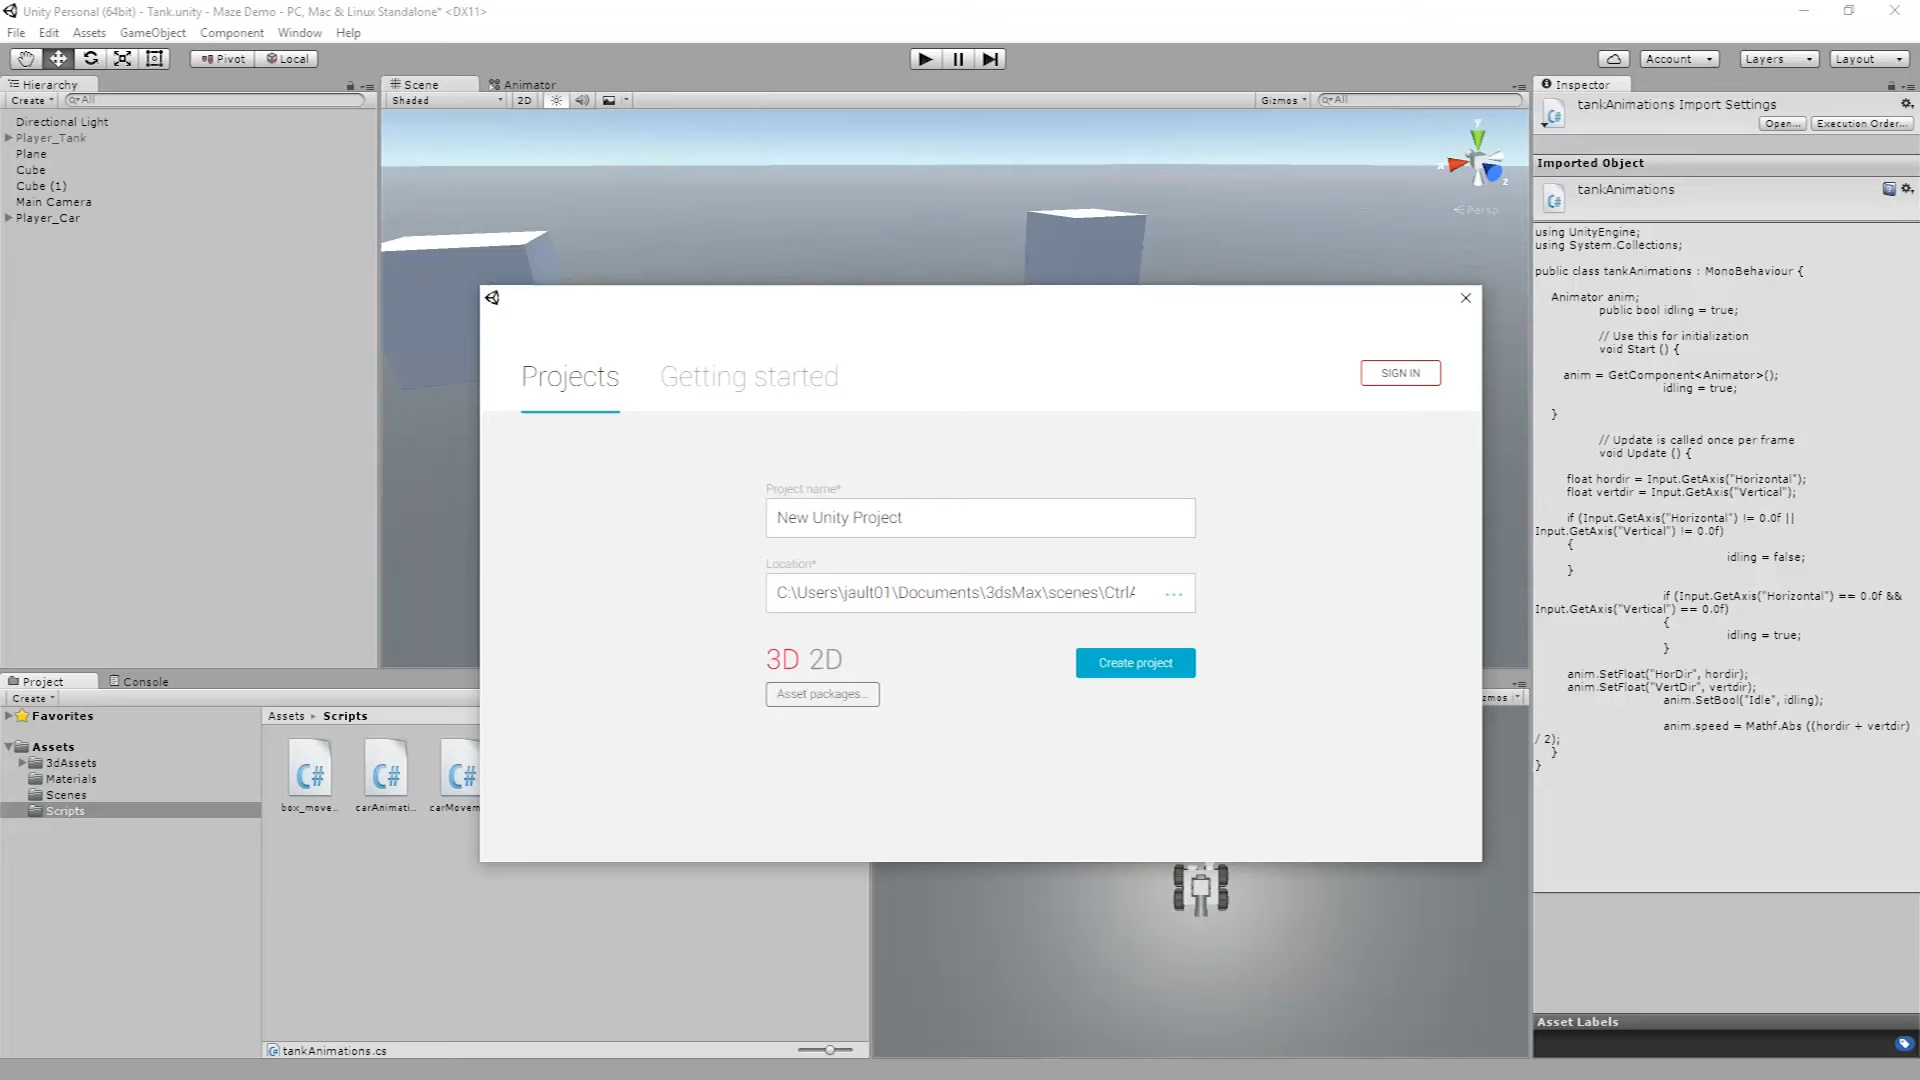 Unity Personal (64bit) - Tank.unity - Maze Demo - PC, Mac & Linux Standalone* <DX11>
File Edit Assets GameObject Component Window Help
Pivot Local
Account Layers Layout
Hierarchy
Create All
Directional Light
Player_Tank
Plane
Cube
Cube (1)
Main Camera
Player_Car
Scene Animator
Shaded 2D Gizmos All
y
x
z
Persp
Projects Getting started SIGN IN
Project name*
New Unity Project
Location*
C:\Users\jault01\Documents\3dsMax\scenes\Ctrl ...
3D 2D Create project
Asset packages...
Project Console
Create
Favorites
Assets
3dAssets
Materials
Scenes
Scripts
Assets Scripts
C# C# C#
box_move... carAnimati... carMovem
tankAnimations.cs
zmos
Inspector
tankAnimations Import Settings
C#
Open... Execution Order...
Imported Object
tankAnimations
C#
using UnityEngine;
using System.Collections;
public class tankAnimations : MonoBehaviour {
Animator anim;
public bool idling = true;
// Use this for initialization
void Start () {
anim = GetComponent<Animator>();
idling = true;
}
// Update is called once per frame
void Update () {
float hordir = Input.GetAxis("Horizontal");
float vertdir = Input.GetAxis("Vertical");
if (Input.GetAxis("Horizontal") != 0.0f ||
Input.GetAxis("Vertical") != 0.0f)
{
idling = false;
}
if (Input.GetAxis("Horizontal") == 0.0f &&
Input.GetAxis("Vertical") == 0.0f)
{
idling = true;
}
anim.SetFloat("HorDir", hordir);
anim.SetFloat("VertDir", vertdir);
anim.SetBool("Idle", idling);
anim.speed = Mathf.Abs ((hordir + vertdir)
/ 2);
}
}
Asset Labels